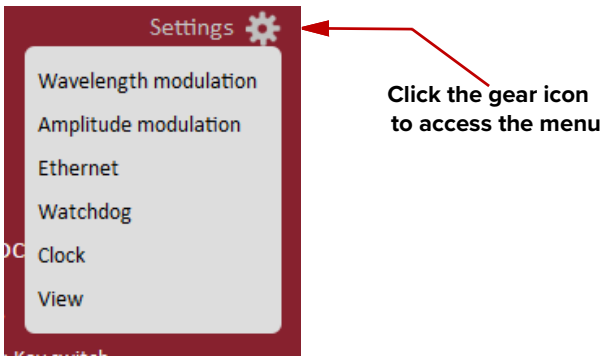 Settings
Wavelength modulation
Amplitude modulation
Ethernet
Watchdog
Clock
View
Click the gear icon
to access the menu